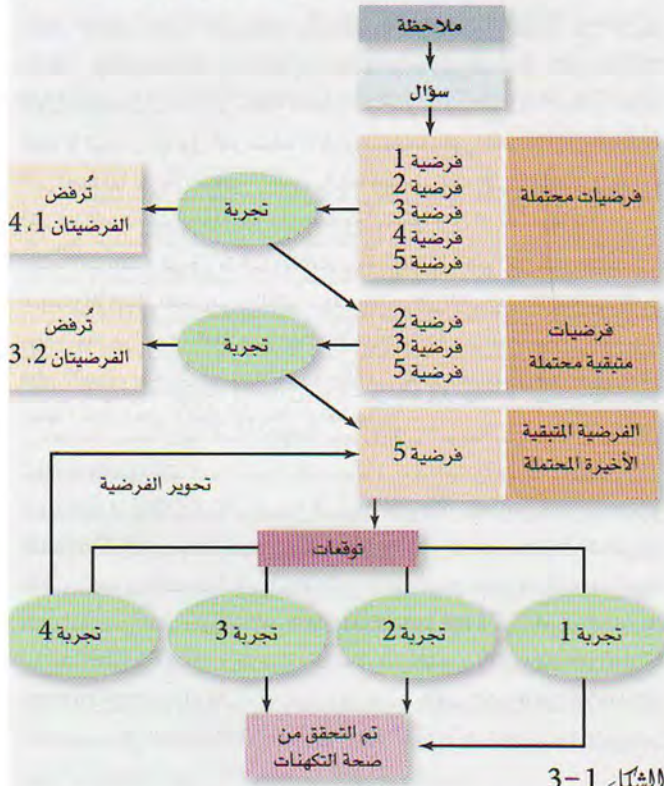 ملاحظة
سؤال
فرضيات محتملة
فرضية 1
فرضية 2
فرضية 3
فرضية 4
فرضية 5
تجربة
تُرفض
الفرضيتان 1، 4
فرضيات
متبقية محتملة
فرضية 2
فرضية 3
فرضية 5
تجربة
تُرفض
الفرضيتان 2، 3
الفرضية المتبقية
الأخيرة المحتملة
فرضية 5
تحوير الفرضية
توقعات
تجربة 1
تجربة 2
تجربة 3
تجربة 4
تم التحقق من
صحة التكهنات
الشكل 1-3